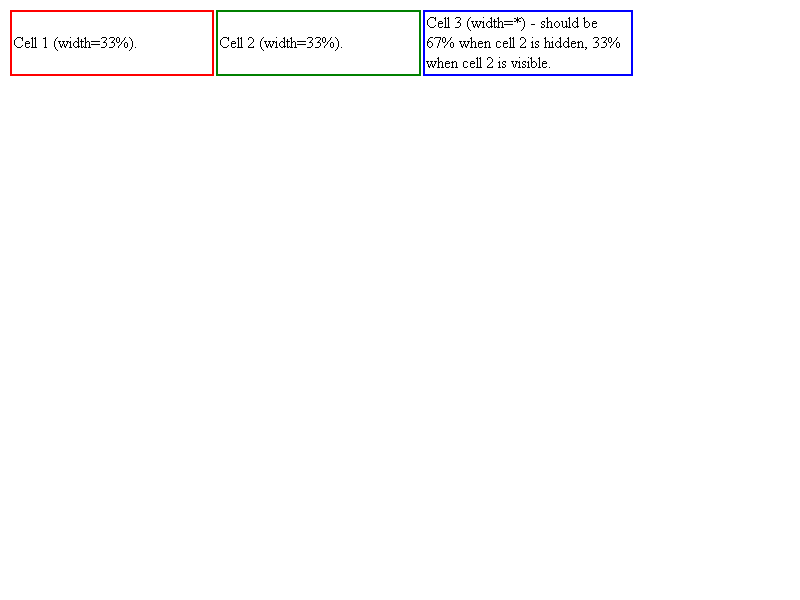 Cell 1 (width=33%).
Cell 2 (width=33%).
Cell 3 (width=*) - should be
67% when cell 2 is hidden, 33%
when cell 2 is visible.